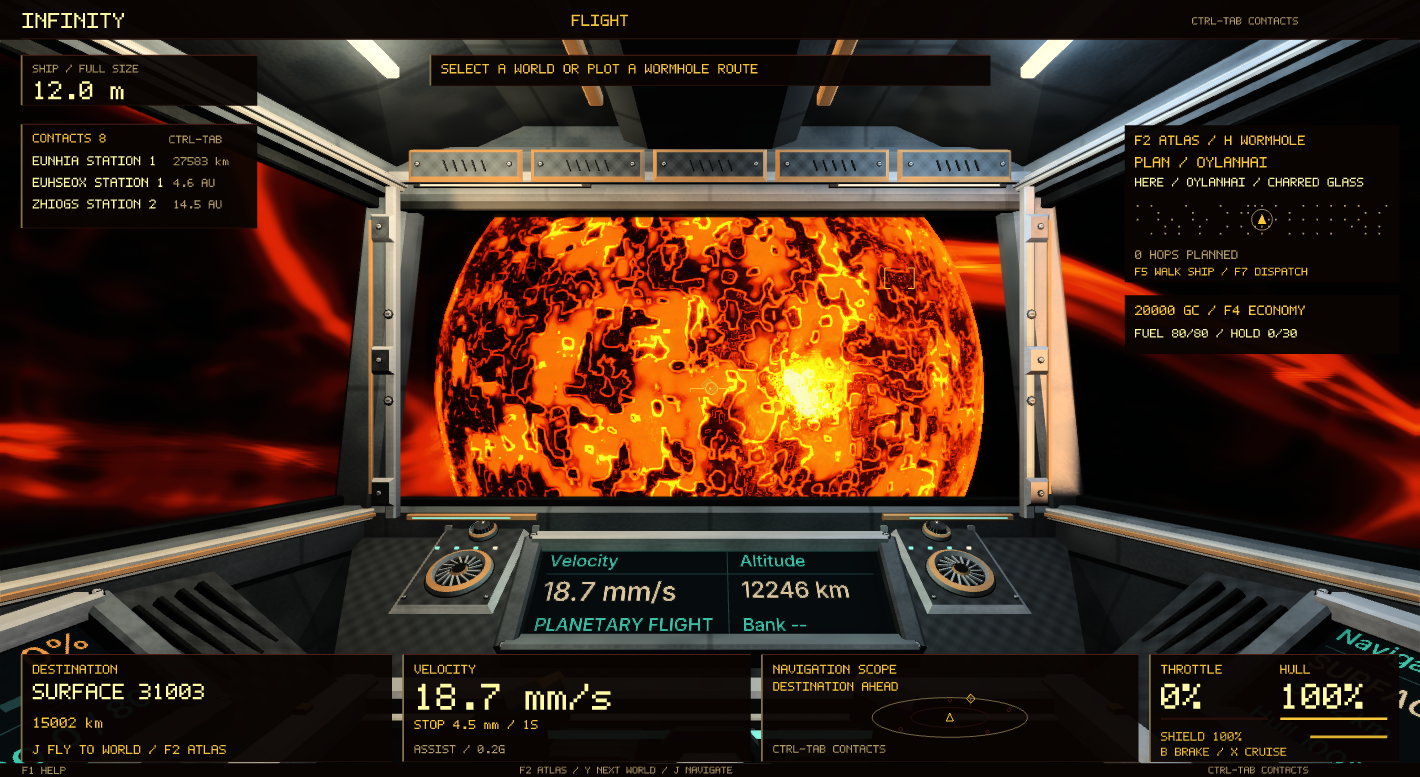 INFINITY
FLIGHT
CTRL-TAB CONTACTS
SHIP / FULL SIZE
12.0 m
SELECT A WORLD OR PLOT A WORMHOLE ROUTE
CONTACTS 8 CTRL-TAB
EUNHIA STATION 1 27583 km
EUHSEOX STATION 1 4.6 AU
ZHIOGS STATION 2 14.5 AU
F2 ATLAS / H WORMHOLE
PLAN / OYLANHAI
HERE / OYLANHAI / CHARRED GLASS
0 HOPS PLANNED
F5 WALK SHIP / F7 DISPATCH
20000 GC / F4 ECONOMY
FUEL 80/80 / HOLD 0/30
Velocity
18.7 mm/s
PLANETARY FLIGHT
Altitude
12246 km
Bank --
DESTINATION
SURFACE 31003
15002 km
J FLY TO WORLD / F2 ATLAS
VELOCITY
18.7 mm/s
STOP 4.5 mm / 1S
ASSIST / 0.2G
NAVIGATION SCOPE
DESTINATION AHEAD
CTRL-TAB CONTACTS
THROTTLE HULL
0% 100%
SHIELD 100%
B BRAKE / X CRUISE
F1 HELP
F2 ATLAS / Y NEXT WORLD / J NAVIGATE
CTRL-TAB CONTACTS